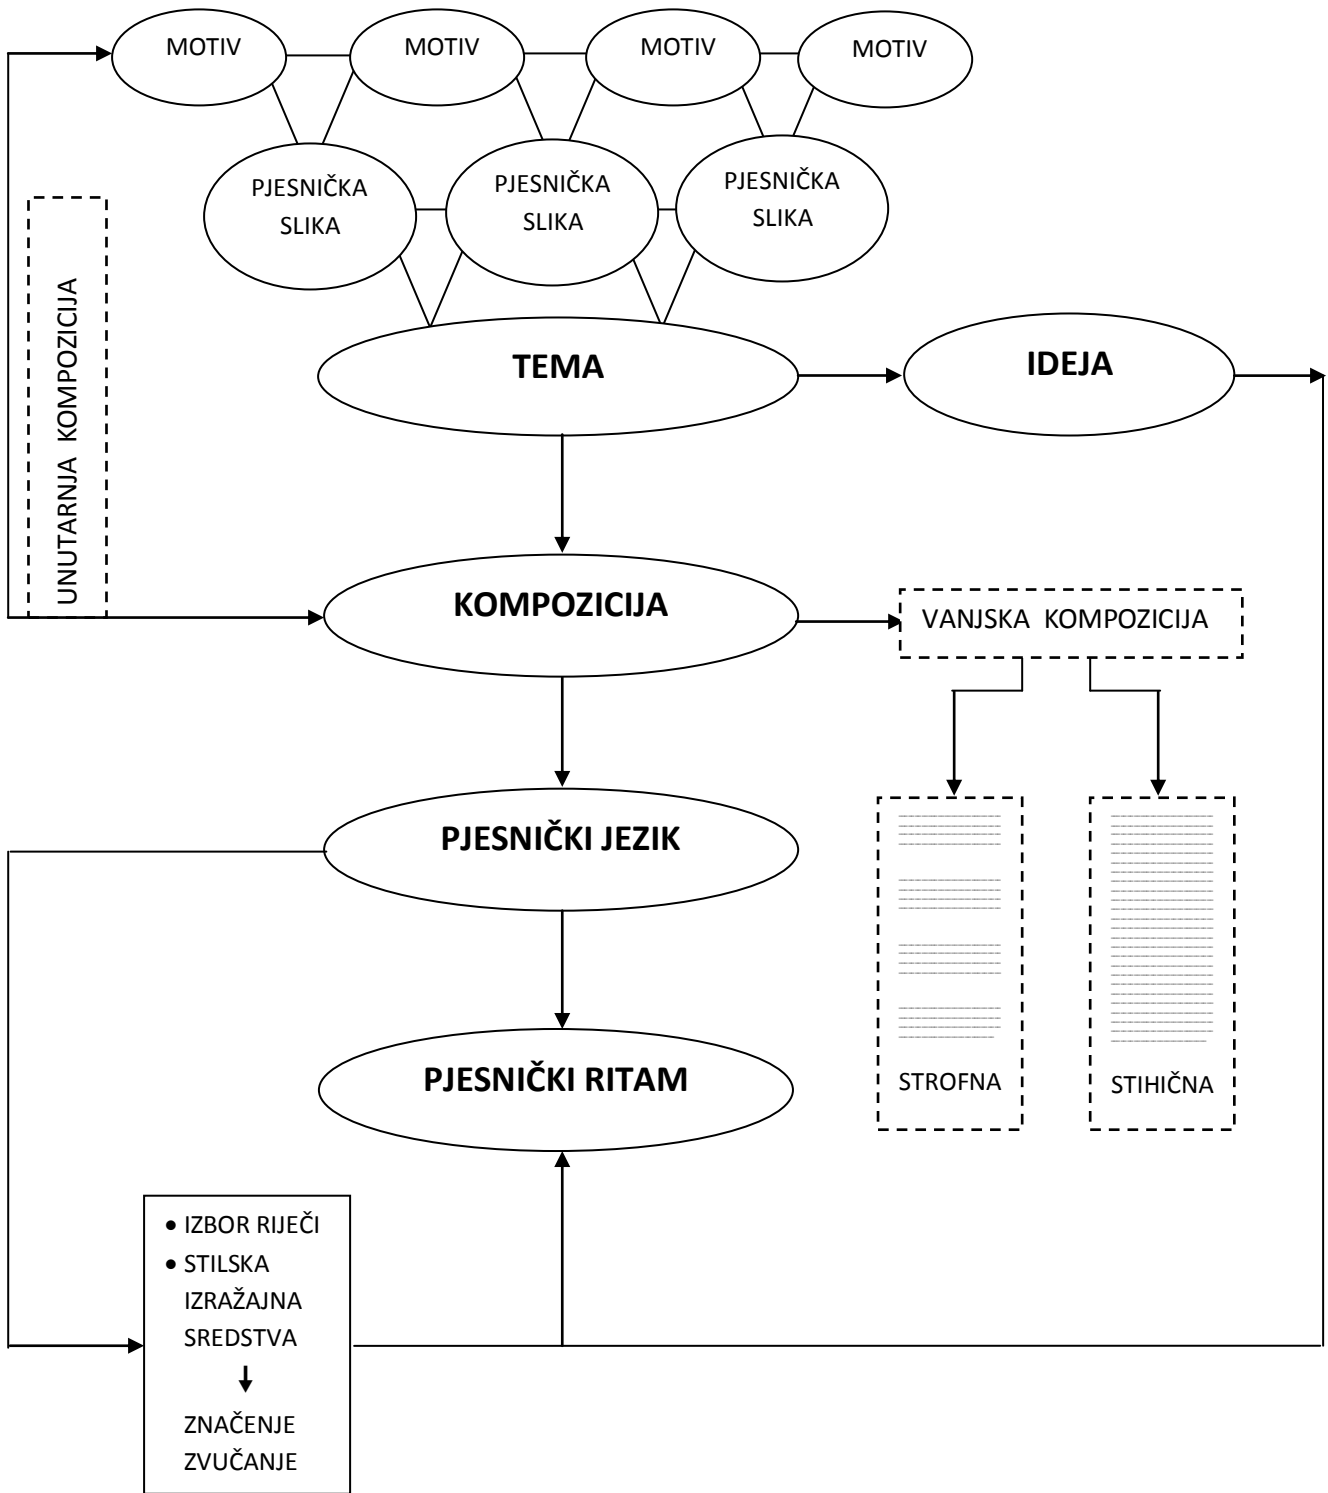 MOTIV
MOTIV
MOTIV
MOTIV
PJESNIČKA
SLIKA
PJESNIČKA
SLIKA
PJESNIČKA
SLIKA
UNUTARNJA KOMPOZICIJA
TEMA
IDEJA
KOMPOZICIJA
VANJSKA KOMPOZICIJA
PJESNIČKI JEZIK
PJESNIČKI RITAM
STROFNA
STIHIČNA
• IZBOR RIJEČI
• STILSKA
IZRAŽAJNA
SREDSTVA
ZNAČENJE
ZVUČANJE